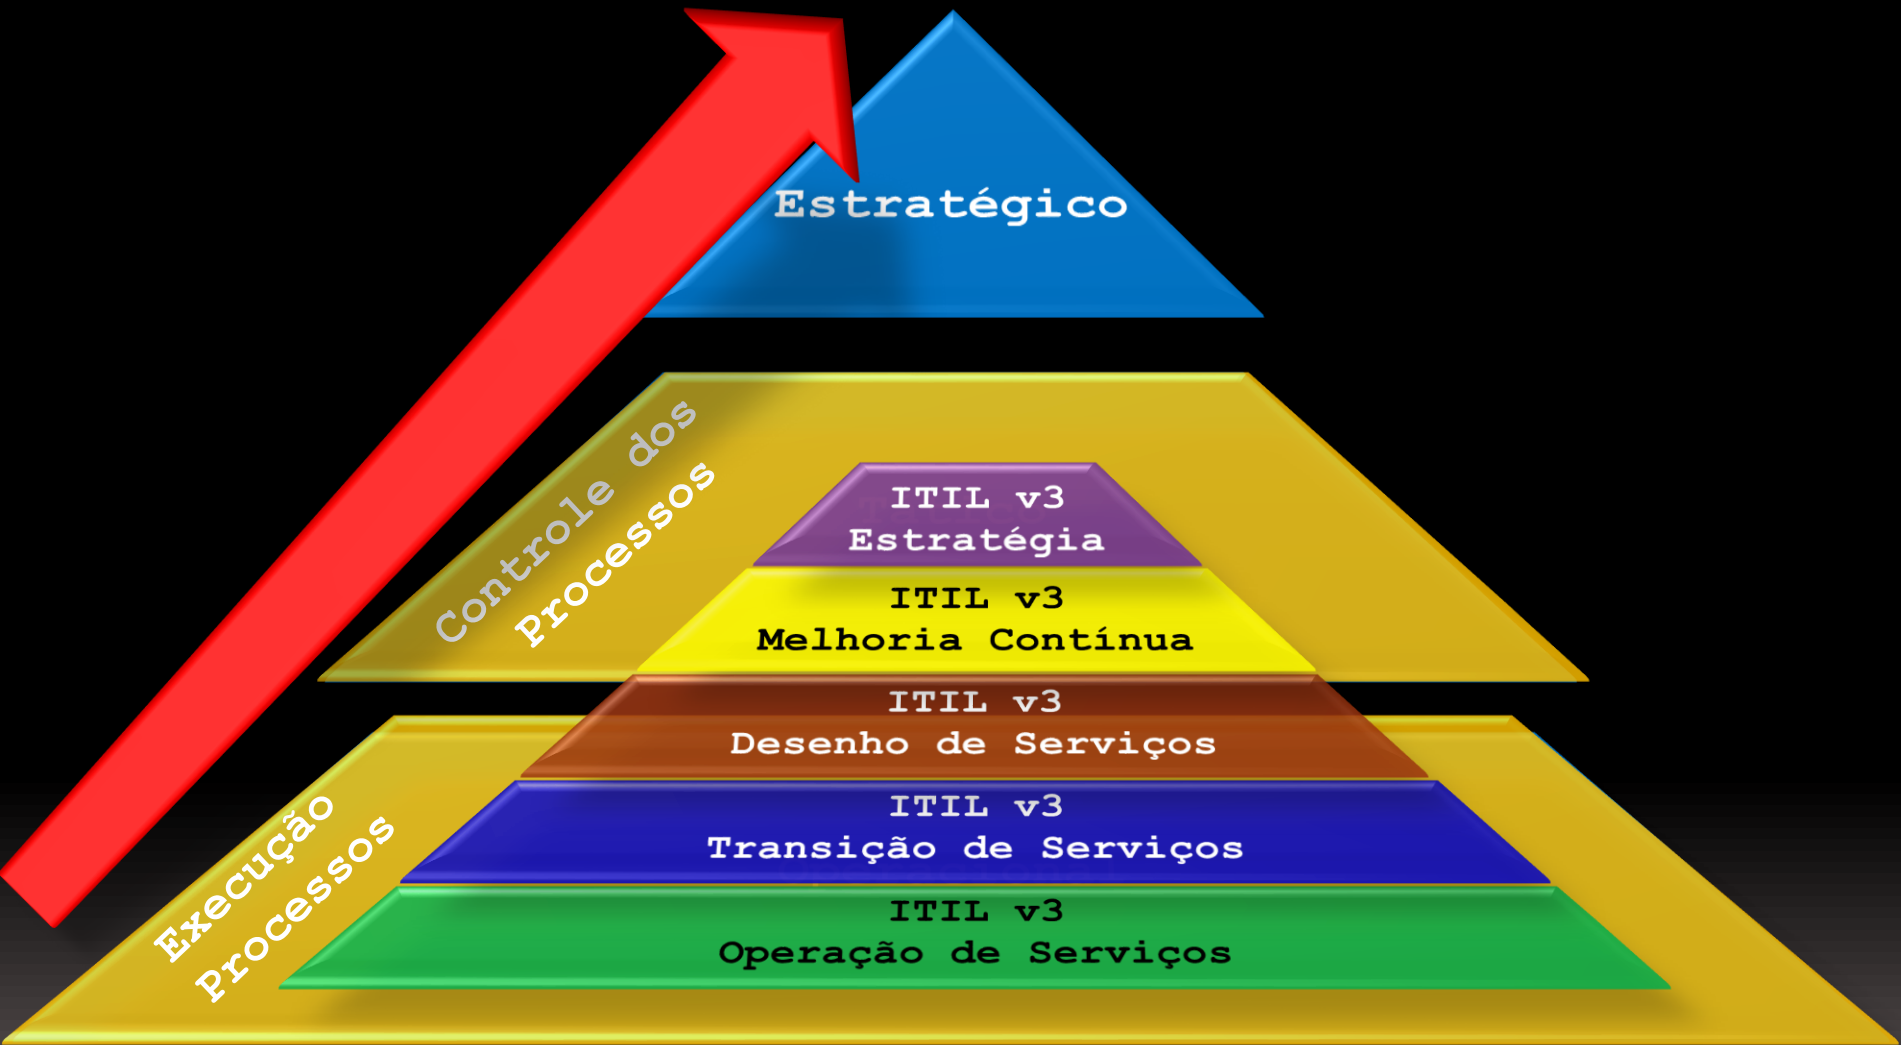 Estratégico
Controle dos
Processos
ITIL v3
Estratégia
ITIL v3
Melhoria Contínua
ITIL v3
Desenho de Serviços
ITIL v3
Transição de Serviços
ITIL v3
Operação de Serviços
Execução
Processos